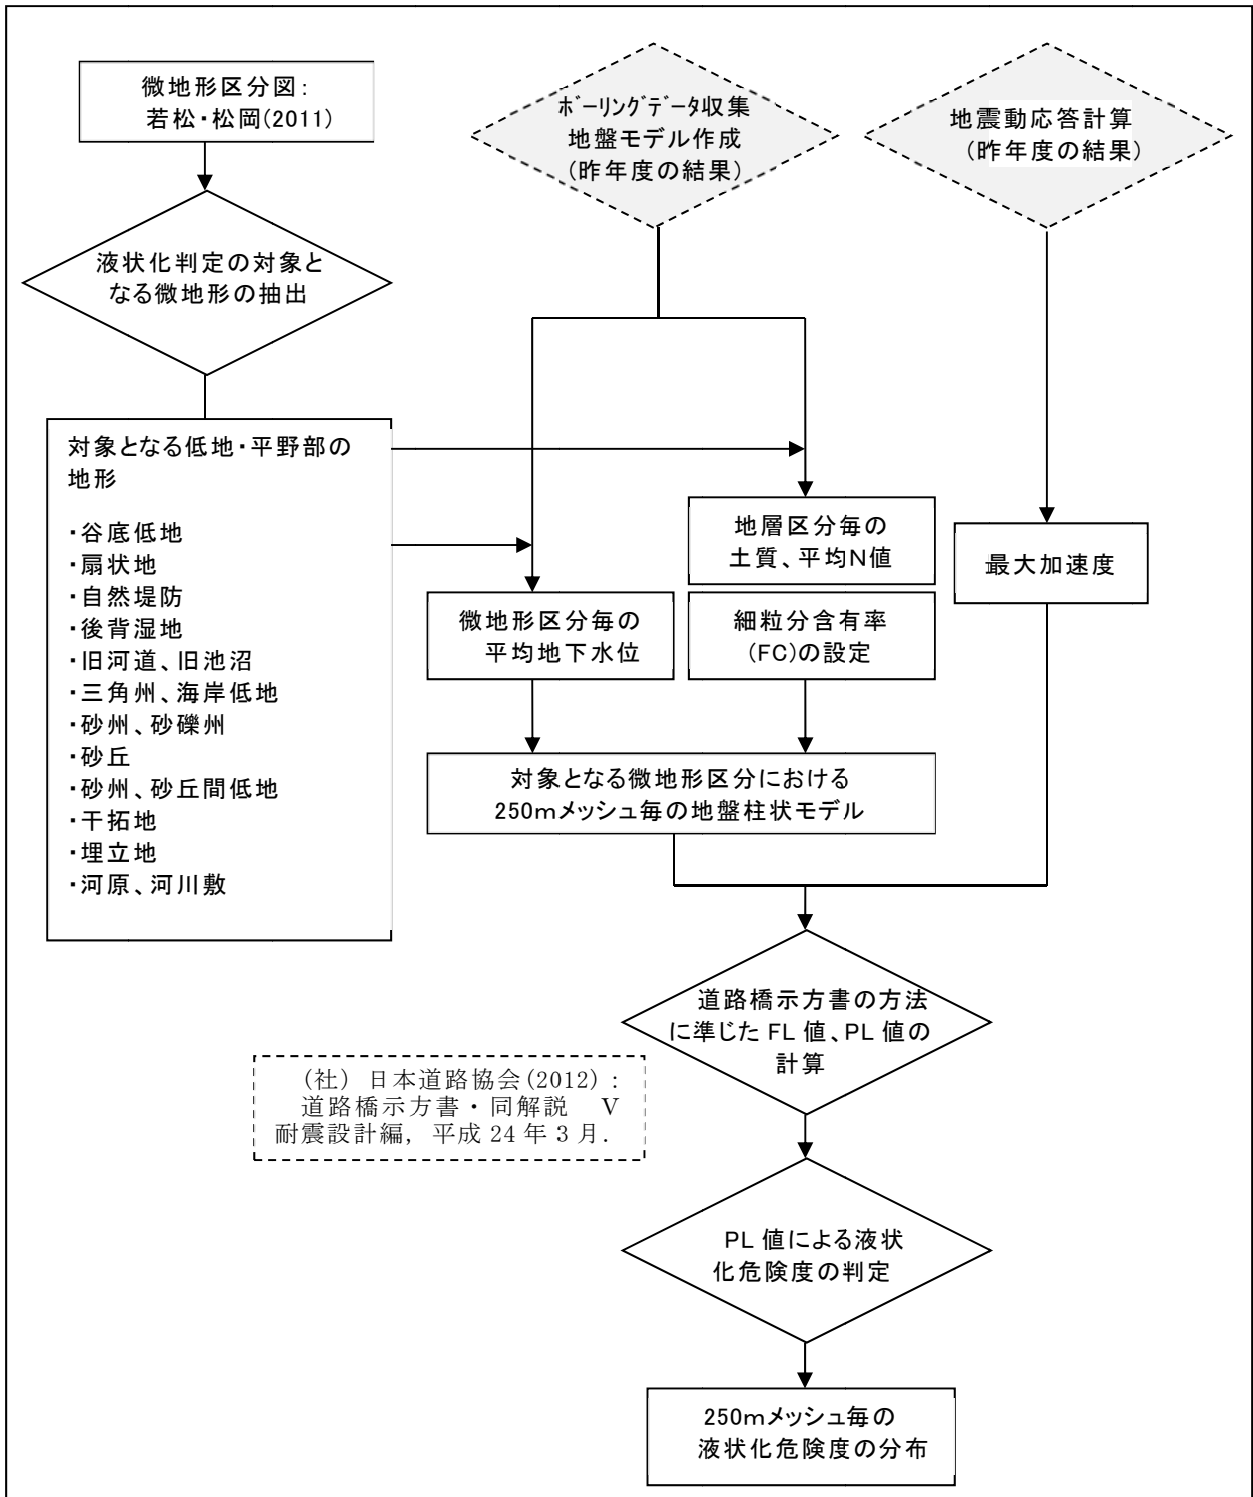 微地形区分図：
若松・松岡(2011)
ﾎﾞｰﾘﾝｸﾞﾃﾞｰﾀ収集
地盤モデル作成
(昨年度の結果)
地震動応答計算
(昨年度の結果)
液状化判定の対象と
なる微地形の抽出
対象となる低地・平野部の
地形
・谷底低地
・扇状地
・自然堤防
・後背湿地
・旧河道、旧池沼
・三角州、海岸低地
・砂州、砂礫州
・砂丘
・砂州、砂丘間低地
・干拓地
・埋立地
・河原、河川敷
地層区分毎の
土質、平均N値
最大加速度
微地形区分毎の
平均地下水位
細粒分含有率
(FC)の設定
対象となる微地形区分における
250mメッシュ毎の地盤柱状モデル
道路橋示方書の方法
に準じた FL 値、PL 値の
計算
（社）日本道路協会(2012)：
道路橋示方書・同解説　Ⅴ
耐震設計編，平成 24 年 3 月．
PL 値による液状
化危険度の判定
250mメッシュ毎の
液状化危険度の分布